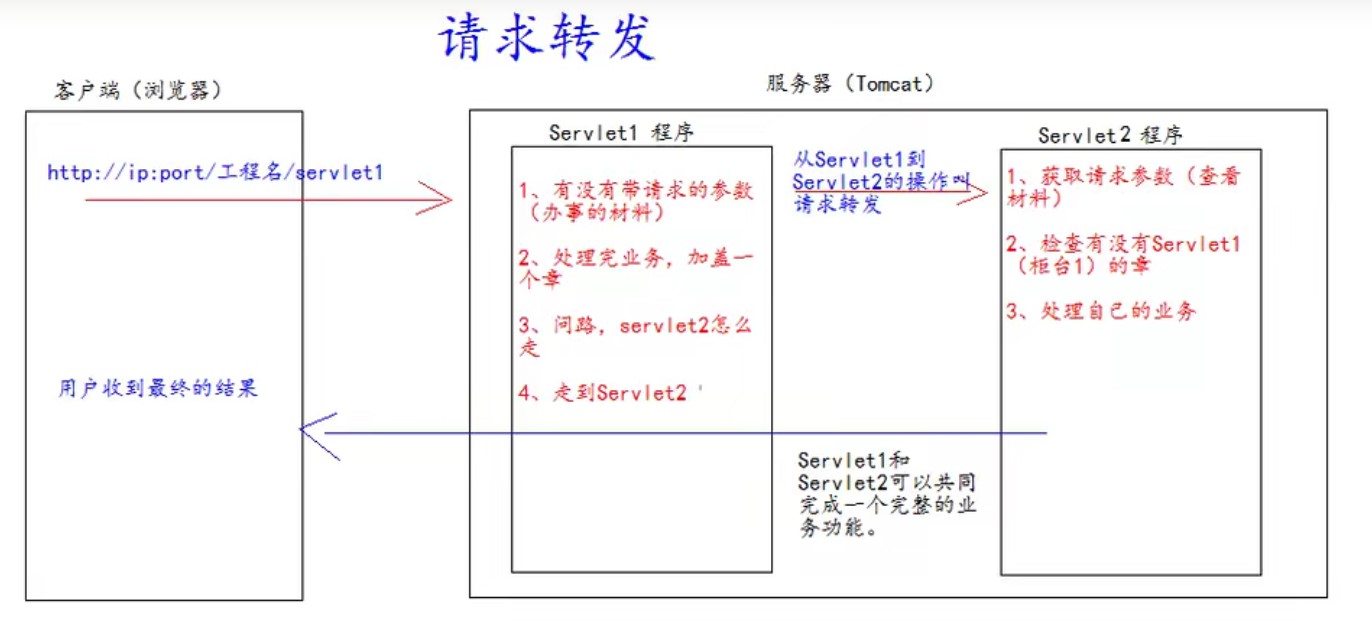 请求转发
客户端（浏览器）
服务器（Tomcat）
http://ip:port/工程名/servlet1
用户收到最终的结果
Servlet1 程序
1、有没有带请求的参数
（办事的材料）
2、处理完业务，加盖一
个章
3、问路，servlet2怎么
走
4、走到Servlet2
从Servlet1到
Servlet2的操作叫
请求转发
Servlet2 程序
1、获取请求参数（查看
材料）
2、检查有没有Servlet1
（柜台1）的章
3、处理自己的业务
Servlet1和
Servlet2可以共同
完成一个完整的业
务功能。